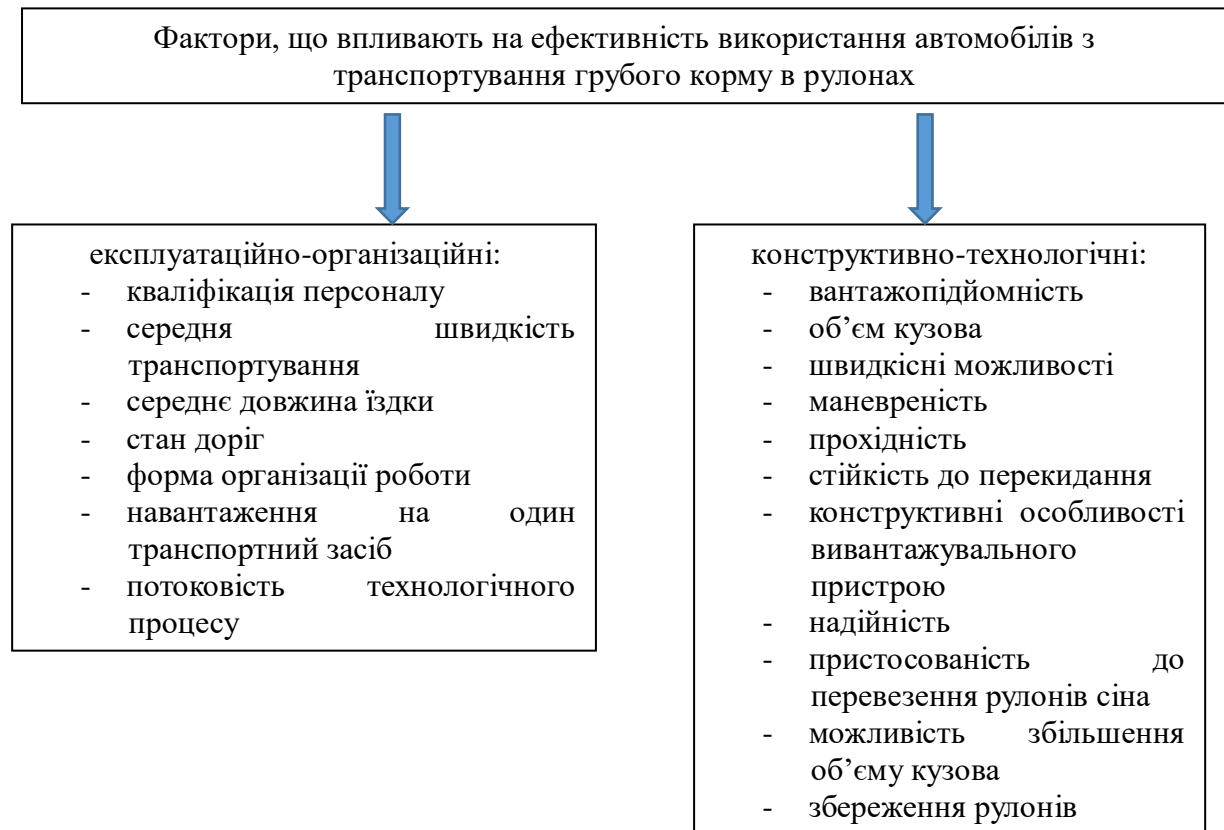 Фактори, що впливають на ефективність використання автомобілів з
транспортування грубого корму в рулонах
експлуатаційно-організаційні:
- кваліфікація персоналу
- середня швидкість
транспортування
- середнє довжина їздки
- стан доріг
- форма організації роботи
- навантаження на один
транспортний засіб
- потоковість технологічного
процесу
конструктивно-технологічні:
- вантажопідйомність
- об’єм кузова
- швидкісні можливості
- маневреність
- прохідність
- стійкість до перекидання
- конструктивні особливості
вивантажувального
пристрою
- надійність
- пристосованість до
перевезення рулонів сіна
- можливість збільшення
об’єму кузова
- збереження рулонів